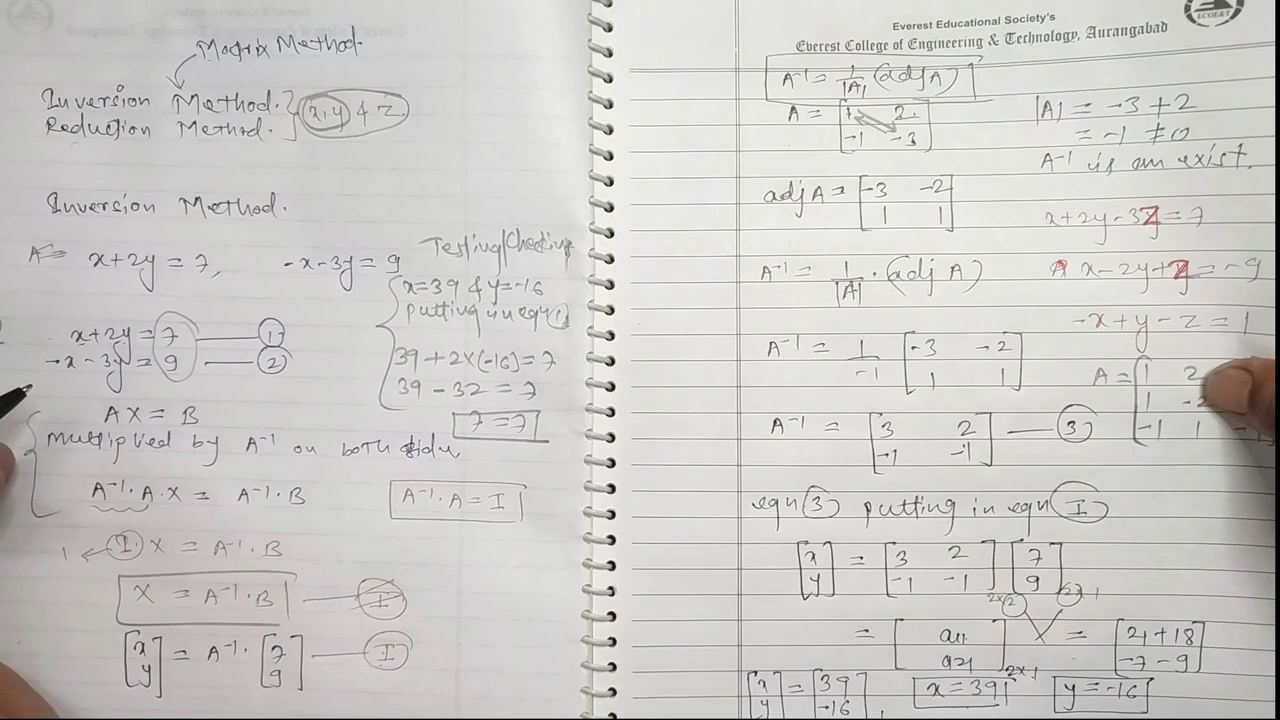 Matrix Method.
Inversion Method.
Reduction Method. } x, y & z.
Inversion Method.
A= x+2y = 7, -x-3y = 9
x+2y = 7 — 1
-x-3y = 9 — 2
AX = B
Multiplied by A⁻¹ on both side
A⁻¹·A·X = A⁻¹·B
A⁻¹·A = I
1 ← I·X = A⁻¹·B
X = A⁻¹·B — I
[x y] = A⁻¹·[7 9] — I
Testing/Checking
x=39 & y=-16
putting in eqn 1
39+2×(-16)=7
39-32=7
7=7
Everest Educational Society's
Everest College of Engineering & Technology, Aurangabad
ECOE&T
A⁻¹ = 1/|A| (adj A)
A = [1 2. -1 -3]
|A| = -3+2
= -1 ≠0
A⁻¹ is an exist.
adj A = [-3 -2 1 1]
A⁻¹ = 1/|A| · (adj A)
A⁻¹ = 1/-1 [-3 -2 1 1]
A⁻¹ = [3 2 -1 -1] — 3
x+2y-3z=7
x-2y+z=-9
-x+y-z=1
A = [1 2
1 -2
-1 1 -1
eqn 3 putting in eqn I
[x y] = [3 2 -1 -1] 2×2 [7 9] 2×1
= [a11 a21] 2×1 = [21+18 -7-9]
[x y] = [39 -16] x=39 y=-16